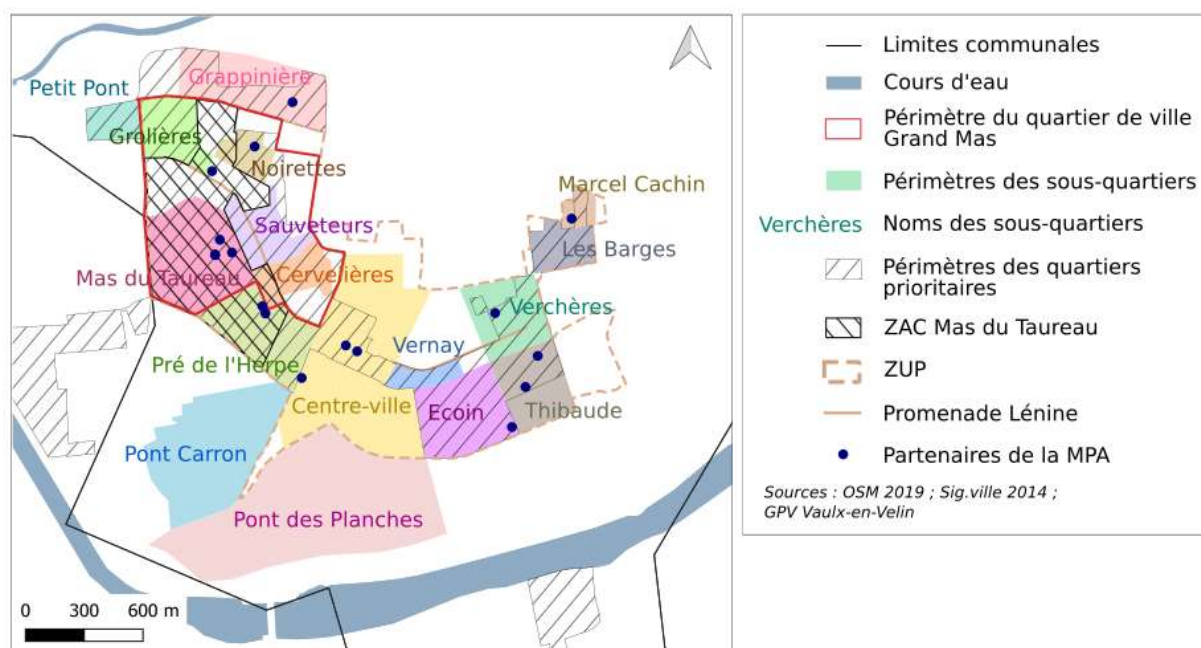 Grappinière
Petit Pont
Grolières
Noirettes
Marcel Cachin
Sauveteurs
Les Barges
Mas du Taureau
Cervelières
Verchères
Vernay
Pré de l'Herpe
Centre-ville
Ecoin
Thibaude
Pont Carron
Pont des Planches
0 300 600 m
Limites communales
Cours d'eau
Périmètre du quartier de ville
Grand Mas
Périmètres des sous-quartiers
Verchères
Noms des sous-quartiers
Périmètres des quartiers
prioritaires
ZAC Mas du Taureau
ZUP
Promenade Lénine
Partenaires de la MPA
Sources : OSM 2019 ; Sig.ville 2014 ;
GPV Vaulx-en-Velin